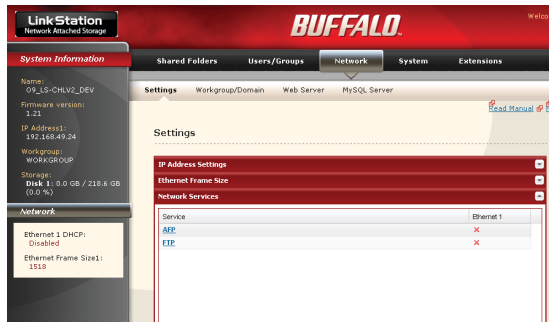 LinkStation
Network Attached Storage
BUFFALO
Welco
System Information
Shared Folders Users/Groups Network System Extensions
Name:
09_LS-CHLV2_DEV
Settings Workgroup/Domain Web Server MySQL Server
Firmware version:
1.21
Read Manual
IP Address1:
192.168.49.24
Settings
Workgroup:
WORKGROUP
Storage:
Disk 1: 0.0 GB / 218.6 GB
(0.0 %)
IP Address Settings
Ethernet Frame Size
Network Services
Network
Service Ethernet 1
AFP
FTP
Ethernet 1 DHCP:
Disabled
Ethernet Frame Size1:
1518